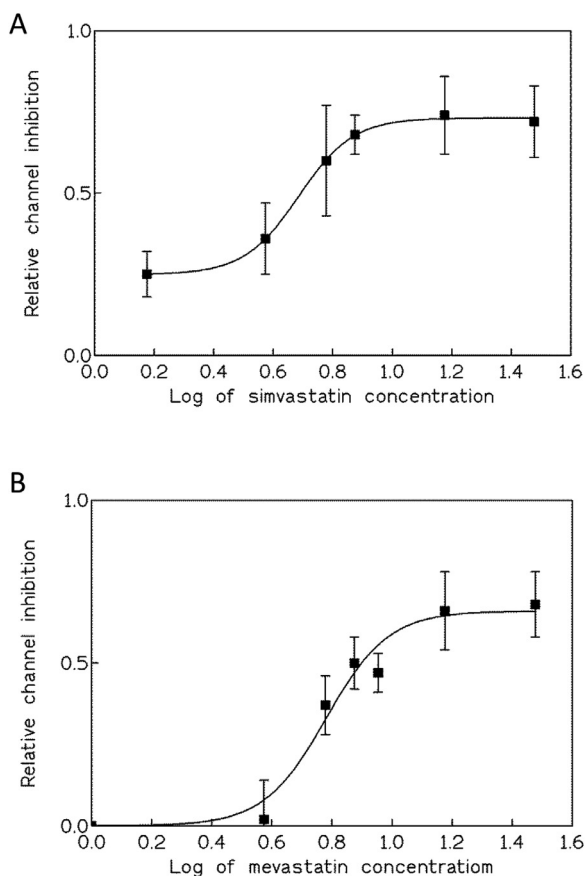 A
Relative channel inhibition
1.0
0.5
0.0
0.0 0.2 0.4 0.6 0.8 1.0 1.2 1.4 1.6
Log of simvastatin concentration
B
Relative channel inhibition
1.0
0.5
0.0
0.0 0.2 0.4 0.6 0.8 1.0 1.2 1.4 1.6
Log of mevastatin concentratiom